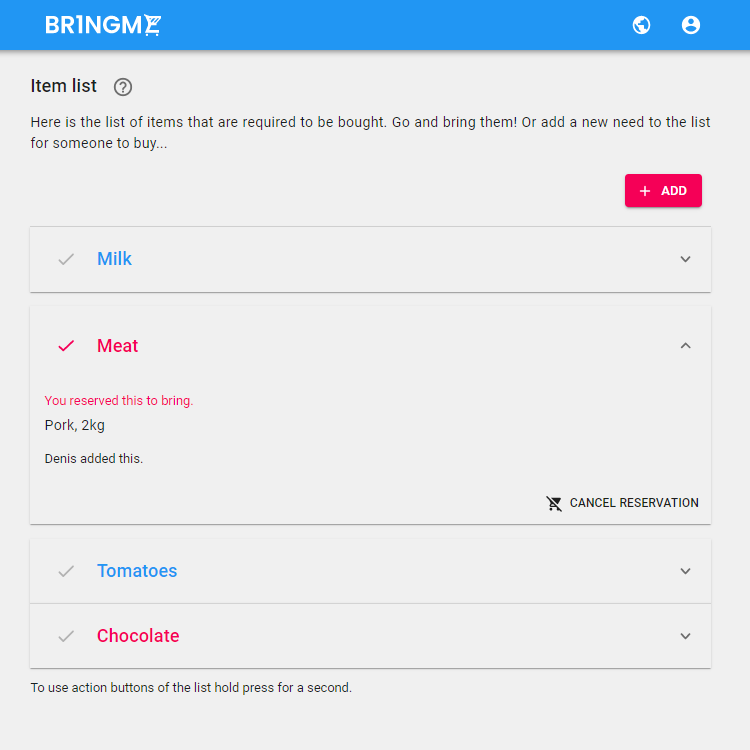 BR1NGME
Item list
Here is the list of items that are required to be bought. Go and bring them! Or add a new need to the list
for someone to buy...
ADD
Milk
Meat
You reserved this to bring.
Pork, 2kg
Denis added this.
CANCEL RESERVATION
Tomatoes
Chocolate
To use action buttons of the list hold press for a second.